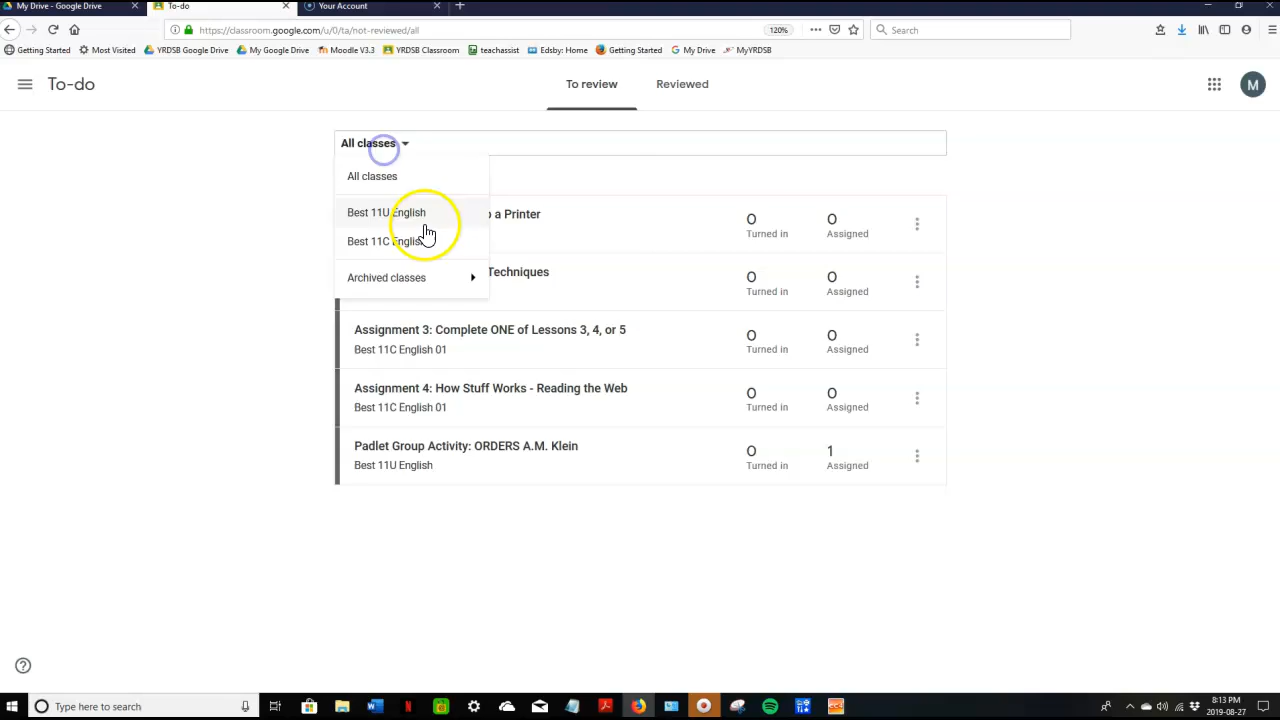 My Drive - Google Drive
To-do
Your Account
https://classroom.google.com/u/0/ta/not-reviewed/all
120%
Search
Getting Started
Most Visited
YRDSB Google Drive
My Google Drive
Moodle V3.3
YRDSB Classroom
teachassist
Edsby: Home
Getting Started
My Drive
MyYRDSB
To-do
To review
Reviewed
M
All classes
All classes
Best 11U English
Best 11C English
Archived classes
o a Printer
0
Turned in
0
Assigned
Techniques
0
Turned in
0
Assigned
Assignment 3: Complete ONE of Lessons 3, 4, or 5
Best 11C English 01
0
Turned in
0
Assigned
Assignment 4: How Stuff Works - Reading the Web
Best 11C English 01
0
Turned in
0
Assigned
Padlet Group Activity: ORDERS A.M. Klein
Best 11U English
0
Turned in
1
Assigned
Type here to search
8:13 PM
2019-08-27